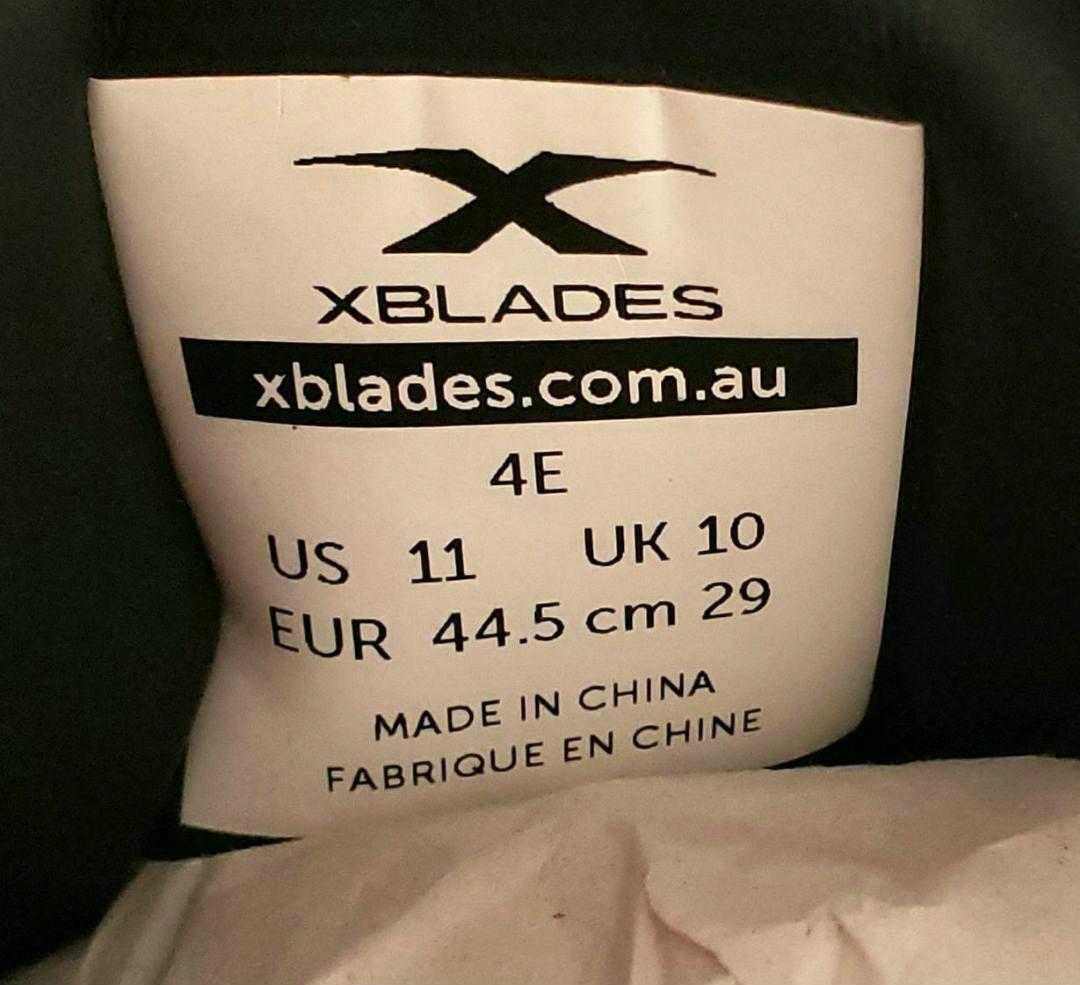 XBLADES
xblades.com.au
4E
US 11 UK 10
EUR 44.5 cm 29
MADE IN CHINA
FABRIQUE EN CHINE